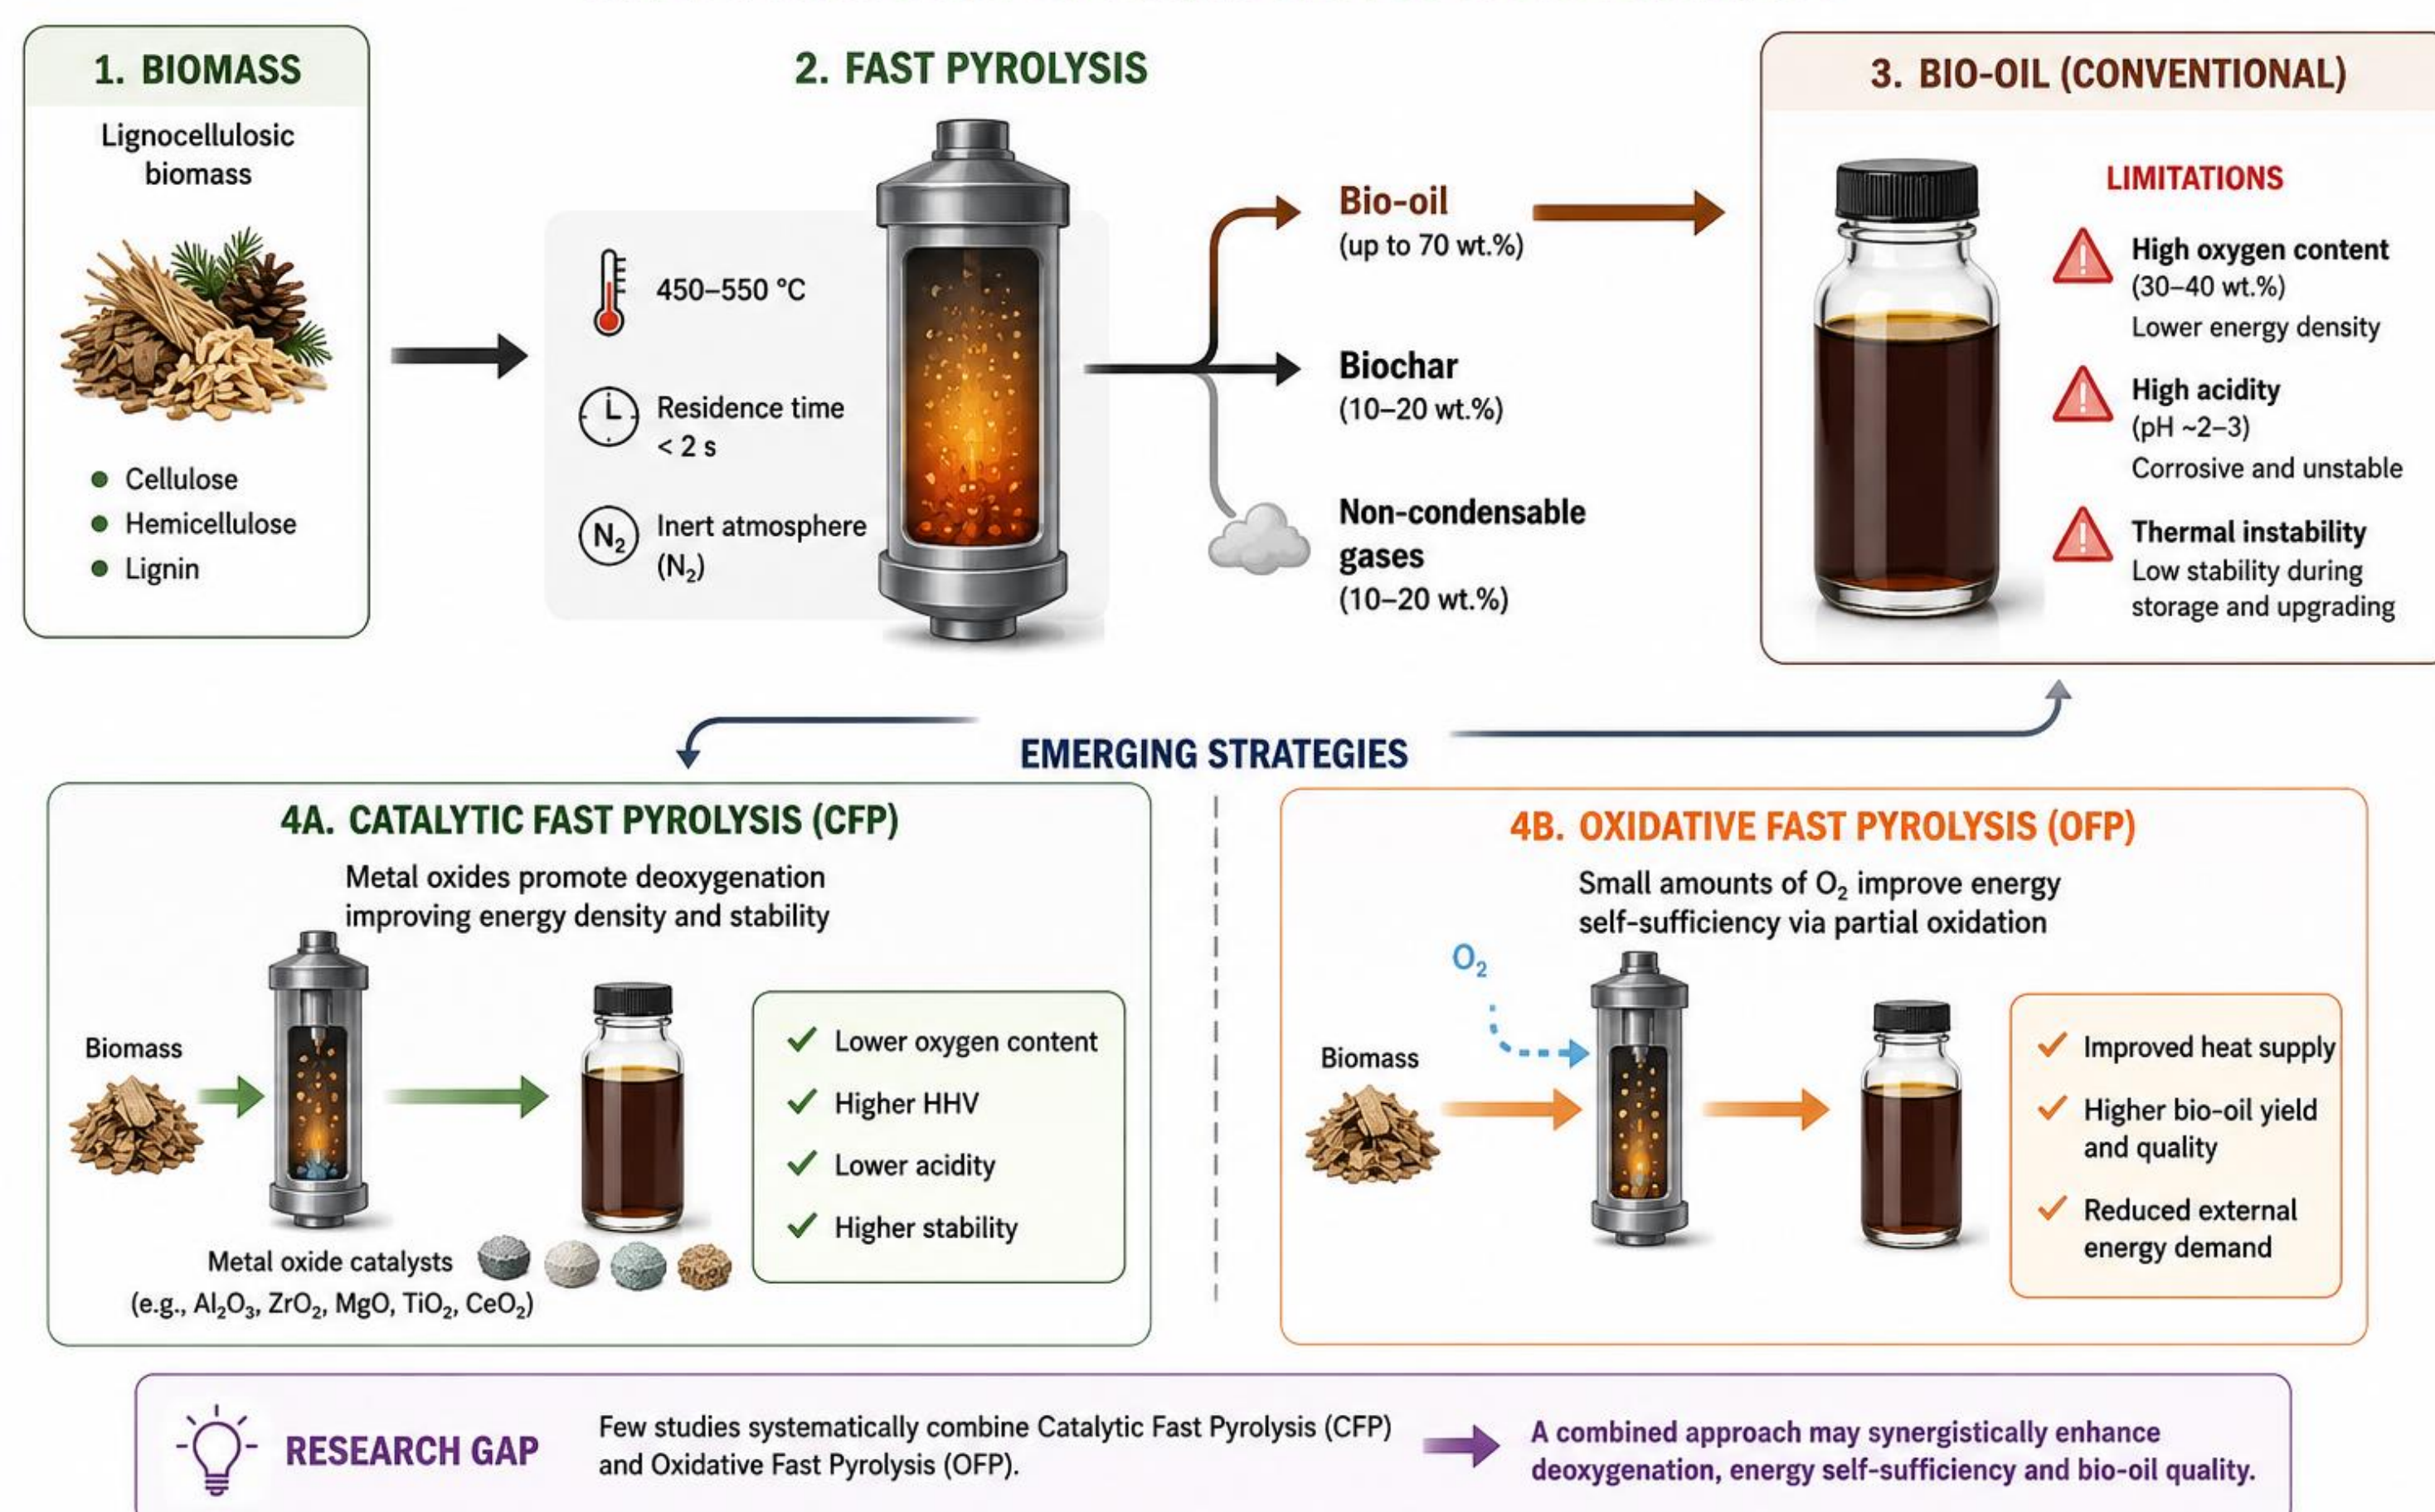 1. BIOMASS
Lignocellulosic
biomass
Cellulose
Hemicellulose
Lignin
2. FAST PYROLYSIS
450–550 °C
Residence time
< 2 s
N₂
Inert atmosphere
(N₂)
Bio-oil
(up to 70 wt.%)
Biochar
(10–20 wt.%)
Non-condensable
gases
(10–20 wt.%)
3. BIO-OIL (CONVENTIONAL)
LIMITATIONS
High oxygen content
(30–40 wt.%)
Lower energy density
High acidity
(pH ~2–3)
Corrosive and unstable
Thermal instability
Low stability during
storage and upgrading
EMERGING STRATEGIES
4A. CATALYTIC FAST PYROLYSIS (CFP)
Metal oxides promote deoxygenation
improving energy density and stability
Biomass
Metal oxide catalysts
(e.g., Al₂O₃, ZrO₂, MgO, TiO₂, CeO₂)
Lower oxygen content
Higher HHV
Lower acidity
Higher stability
4B. OXIDATIVE FAST PYROLYSIS (OFP)
Small amounts of O₂ improve energy
self-sufficiency via partial oxidation
O₂
Biomass
Improved heat supply
Higher bio-oil yield
and quality
Reduced external
energy demand
RESEARCH GAP
Few studies systematically combine Catalytic Fast Pyrolysis (CFP)
and Oxidative Fast Pyrolysis (OFP).
A combined approach may synergistically enhance
deoxygenation, energy self-sufficiency and bio-oil quality.